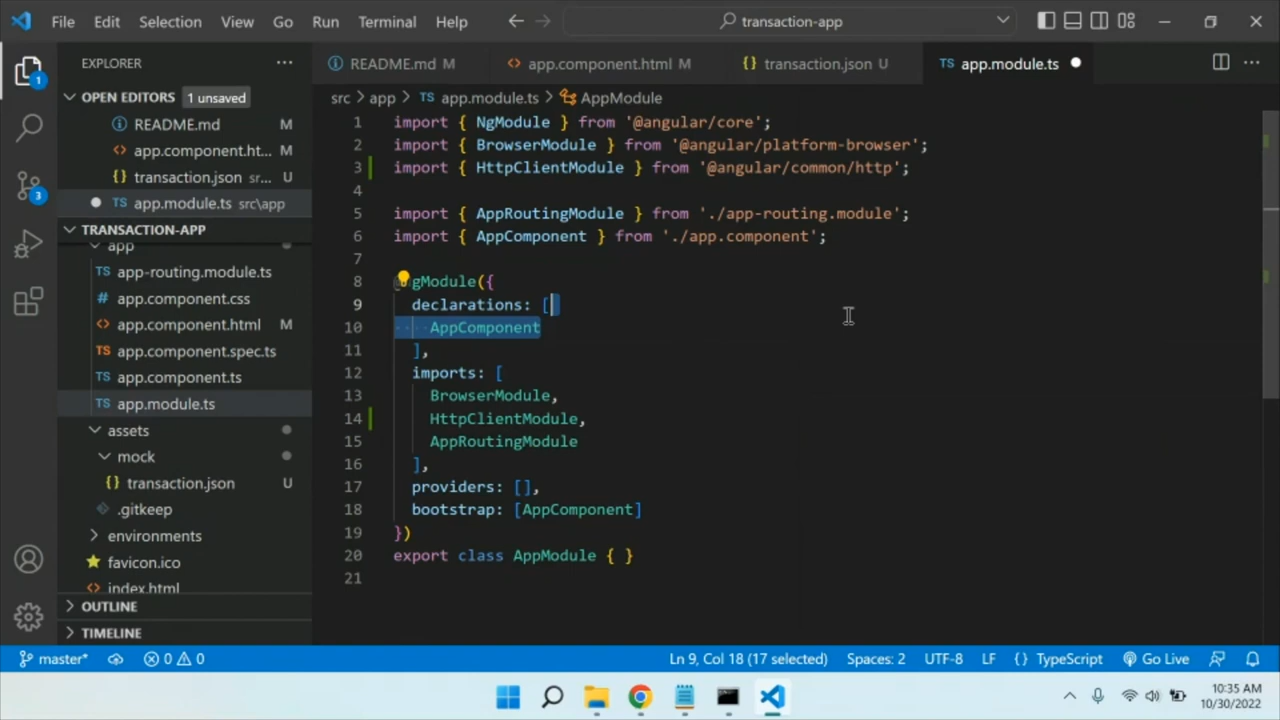 File Edit Selection View Go Run Terminal Help transaction-app
EXPLORER
OPEN EDITORS 1 unsaved
README.md M
app.component.ht... M
transaction.json sr... U
app.module.ts src\app
TRANSACTION-APP
app
app-routing.module.ts
app.component.css
app.component.html M
app.component.spec.ts
app.component.ts
app.module.ts
assets
mock
transaction.json U
.gitkeep
environments
favicon.ico
index.html
OUTLINE
TIMELINE
1
3
README.md M app.component.html M transaction.json U app.module.ts
src > app > TS app.module.ts > AppModule
1 import { NgModule } from '@angular/core';
2 import { BrowserModule } from '@angular/platform-browser';
3 import { HttpClientModule } from '@angular/common/http';
4
5 import { AppRoutingModule } from './app-routing.module';
6 import { AppComponent } from './app.component';
7
8 gModule({
9 declarations: [
10 AppComponent
11 ],
12 imports: [
13 BrowserModule,
14 HttpClientModule,
15 AppRoutingModule
16 ],
17 providers: [],
18 bootstrap: [AppComponent]
19 })
20 export class AppModule { }
21
master* 0 0 Ln 9, Col 18 (17 selected) Spaces: 2 UTF-8 LF {} TypeScript Go Live
10:35 AM
10/30/2022